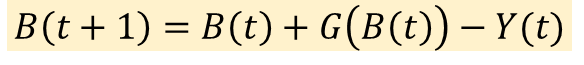 B(t + 1) = B(t) + G(B(t)) − Y(t)